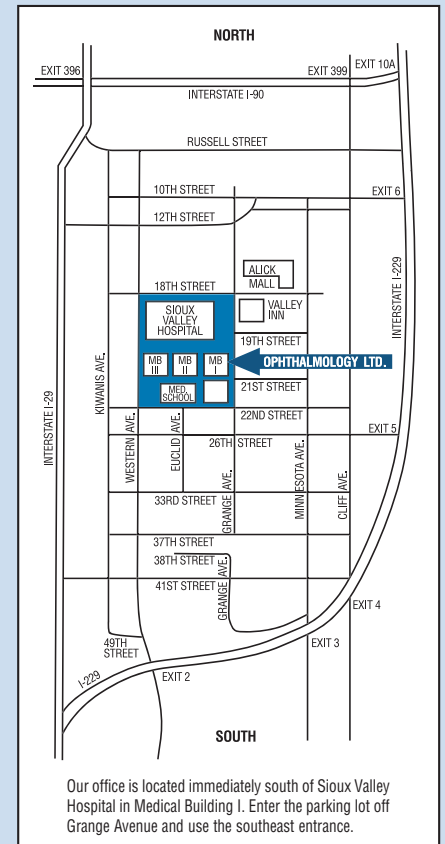 NORTH
EXIT 396
EXIT 399
EXIT 10A
INTERSTATE I-90
RUSSELL STREET
10TH STREET
EXIT 6
12TH STREET
ALICK
MALL
18TH STREET
SIOUX
VALLEY
HOSPITAL
VALLEY
INN
INTERSTATE I-229
19TH STREET
MB
III
MB
II
MB
I
OPHTHALMOLOGY LTD.
KIWANIS AVE.
MED.
SCHOOL
21ST STREET
22ND STREET
INTERSTATE I-29
WESTERN AVE.
EUCLID AVE.
EXIT 5
26TH STREET
GRANGE AVE.
MINNESOTA AVE.
CLIFF AVE.
33RD STREET
37TH STREET
38TH STREET
41ST STREET
GRANGE AVE.
EXIT 4
49TH
STREET
EXIT 3
I-229
EXIT 2
SOUTH
Our office is located immediately south of Sioux Valley
Hospital in Medical Building I. Enter the parking lot off
Grange Avenue and use the southeast entrance.